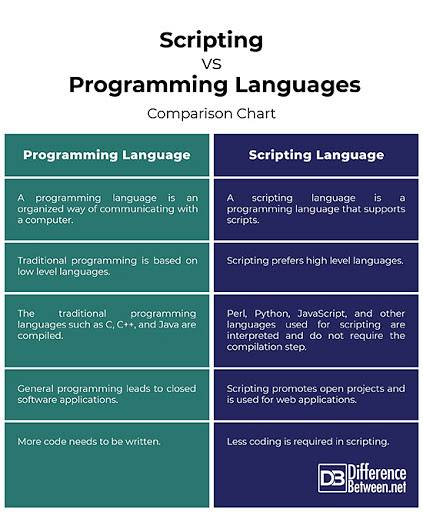 Scripting
VS
Programming Languages
Comparison Chart
Programming Language
Scripting Language
A programming language is an
organized way of communicating with
a computer.
A scripting language is a
programming language that supports
scripts.
Traditional programming is based on
low level languages.
Scripting prefers high level languages.
The traditional programming
languages such as C, C++, and Java are
compiled.
Perl, Python, JavaScript, and other
languages used for scripting are
interpreted and do not require the
compilation step.
General programming leads to closed
software applications.
Scripting promotes open projects and
is used for web applications.
More code needs to be written.
Less coding is required in scripting.
DB Difference
Between.net